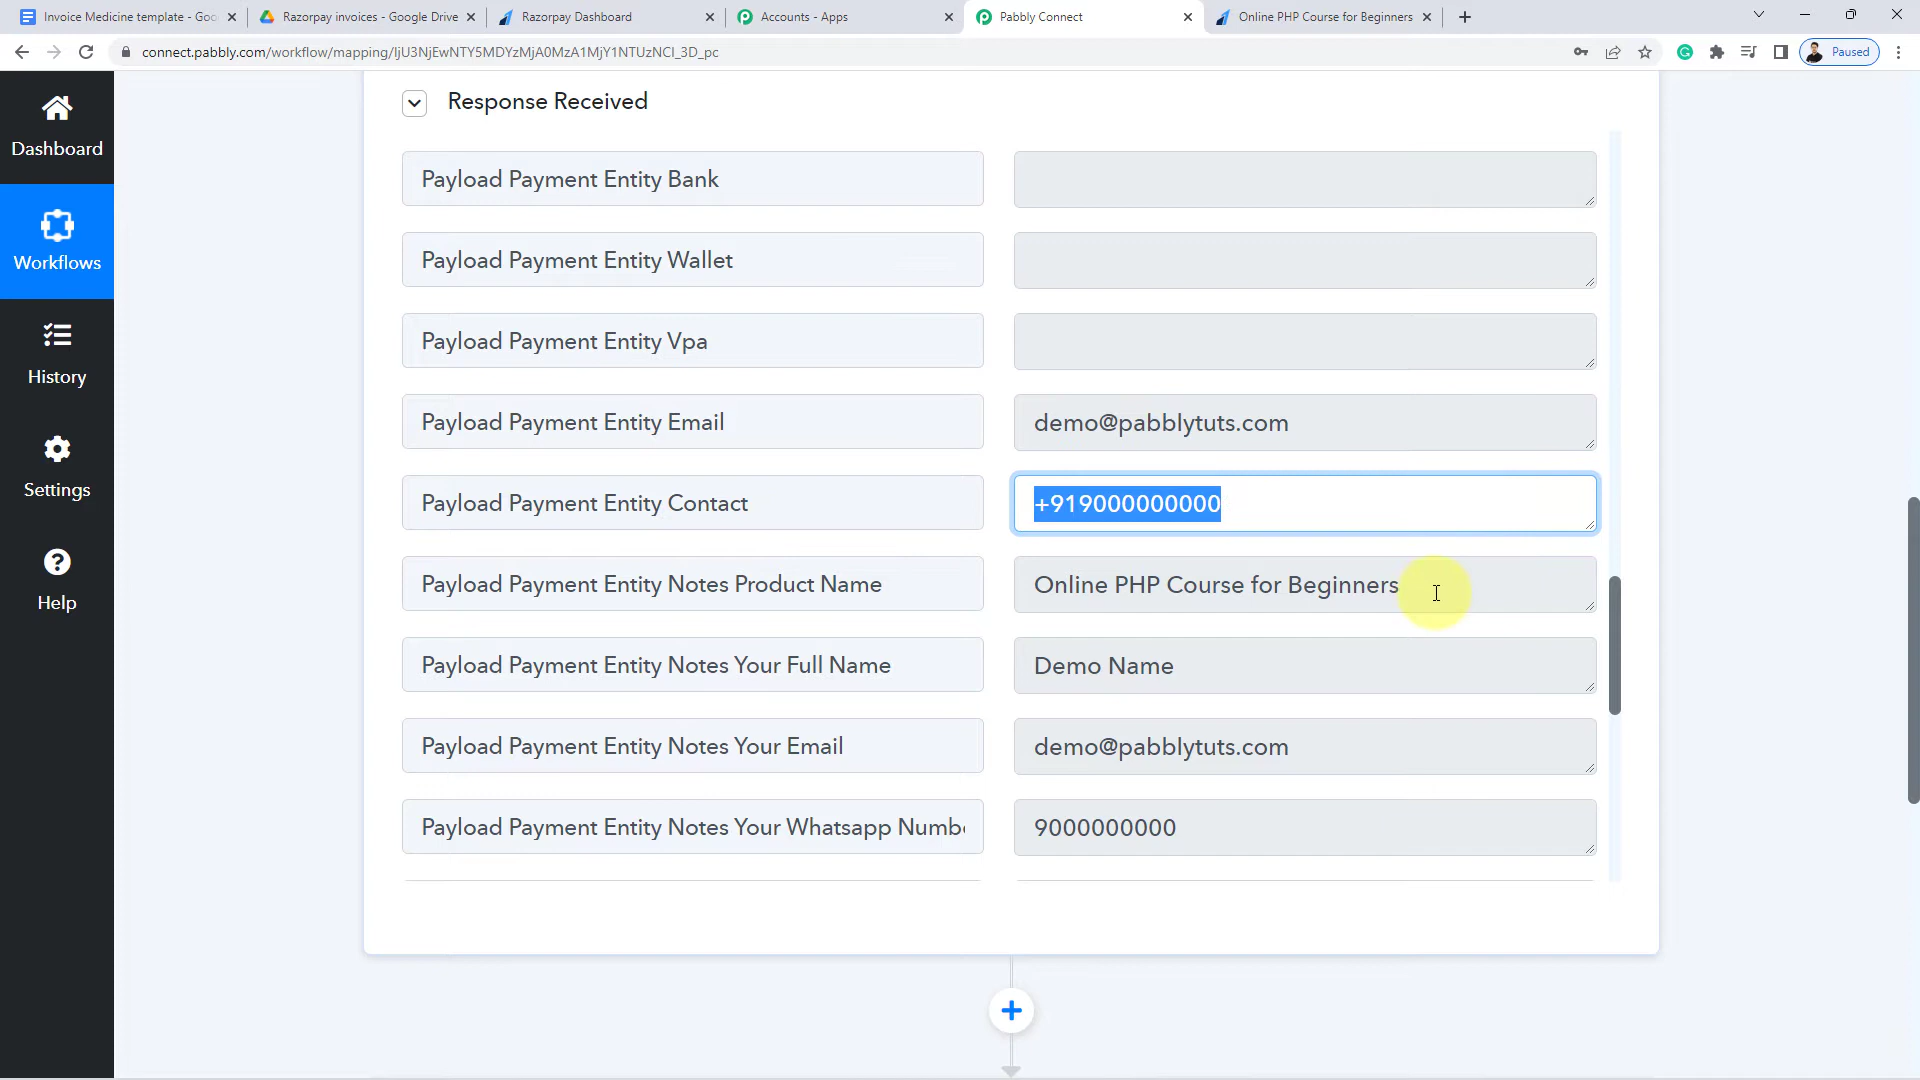 Invoice Medicine template - Goo
Razorpay invoices - Google Drive
Razorpay Dashboard
Accounts - Apps
Pabbly Connect
Online PHP Course for Beginners
connect.pabbly.com/workflow/mapping/IjU3NjEwNTY5MDYzMjA0MzA1MjY1NTUzNCI_3D_pc
Paused
Dashboard
Workflows
History
Settings
Help
Response Received
Payload Payment Entity Bank
Payload Payment Entity Wallet
Payload Payment Entity Vpa
Payload Payment Entity Email
demo@pabblytuts.com
Payload Payment Entity Contact
+919000000000
Payload Payment Entity Notes Product Name
Online PHP Course for Beginners
Payload Payment Entity Notes Your Full Name
Demo Name
Payload Payment Entity Notes Your Email
demo@pabblytuts.com
Payload Payment Entity Notes Your Whatsapp Numbe
9000000000